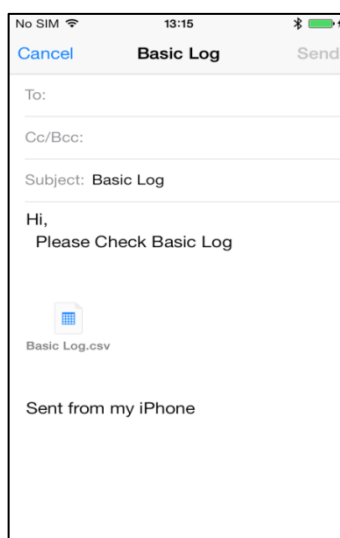 No SIM 13:15
Cancel Basic Log Send
To:
Cc/Bcc:
Subject: Basic Log
Hi,
Please Check Basic Log
Basic Log.csv
Sent from my iPhone